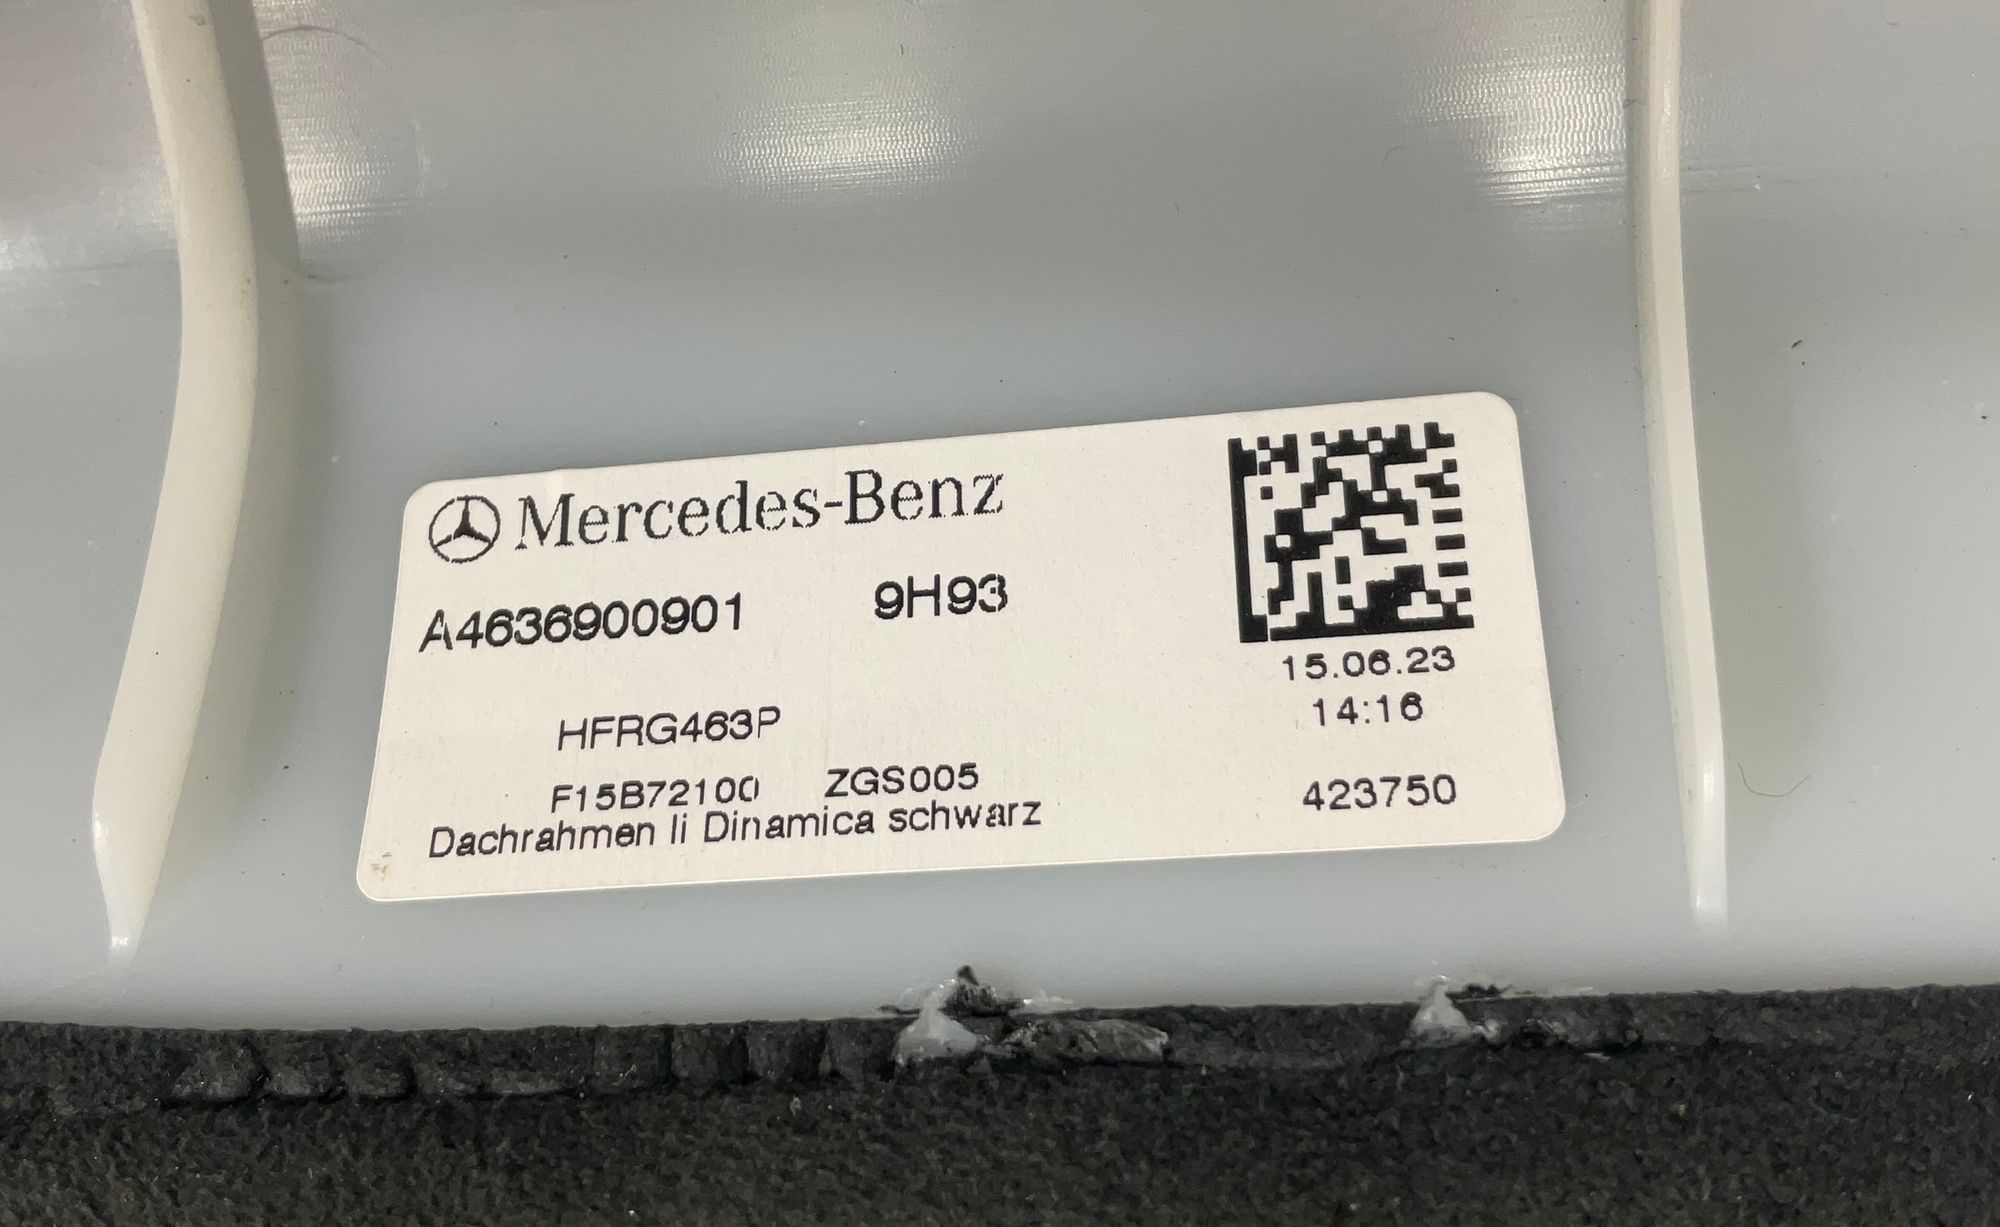 Mercedes-Benz
A4636900901 9H93
15.06.23
14:16
HFRG463P
F15B72100 ZGS005
423750
Dachrahmen li Dinamica schwarz